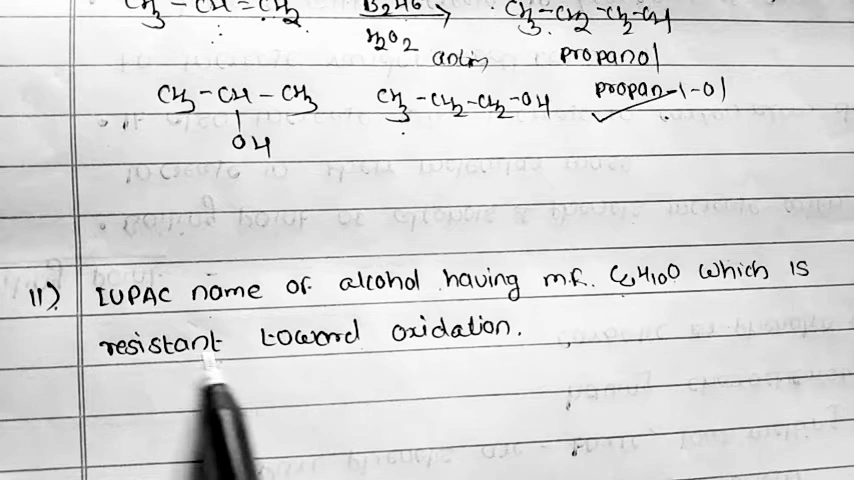 CH3 - CH = CH2 B2H6 CH3-CH2-CH2-OH
H2O2 propanol
CH3 - CH - CH3 CH3-CH2-CH2-OH propan-1-ol
OH
11). IUPAC name of alcohol having m.f. C4H10O which is
resistant toward oxidation.